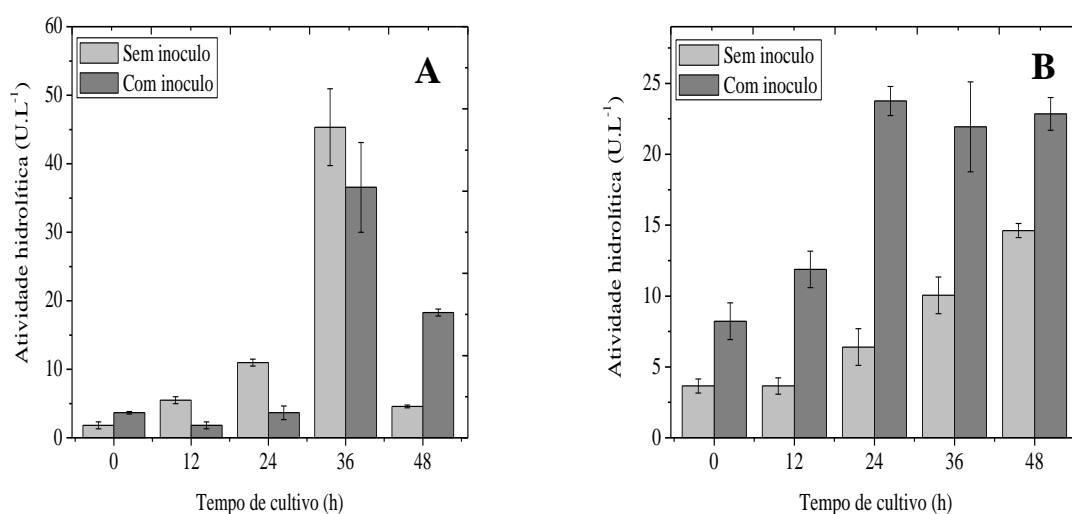 60
50
40
30
20
10
0
Atividade hidrolítica (U.L⁻¹)
Sem inoculo
Com inoculo
A
0 12 24 36 48
Tempo de cultivo (h)
25
20
15
10
5
0
Atividade hidrolítica (U.L⁻¹)
Sem inoculo
Com inoculo
B
0 12 24 36 48
Tempo de cultivo (h)